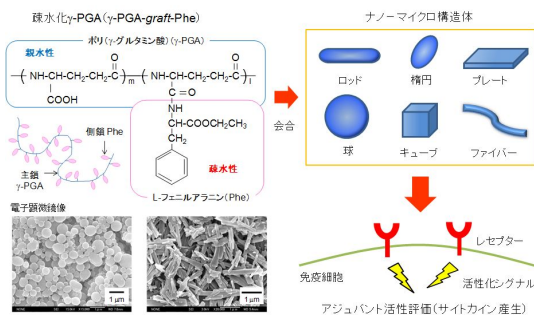 疎水化γ-PGA(γ-PGA-graft-Phe)
ポリ(γ-グルタミン酸)(γ-PGA)
親水性
NH-CH-CH₂CH₂-C
O
m
NH-CH-CH₂CH₂-C
O
l
COOH
C=O
NH
CH-COOCH₂CH₃
CH₂
疎水性
L-フェニルアラニン(Phe)
側鎖 Phe
主鎖
γ-PGA
電子顕微鏡像
1 μm
1 μm
会合
ナノ-マイクロ構造体
ロッド
楕円
プレート
球
キューブ
ファイバー
レセプター
免疫細胞
活性化シグナル
アジュバント活性評価(サイトカイン産生)